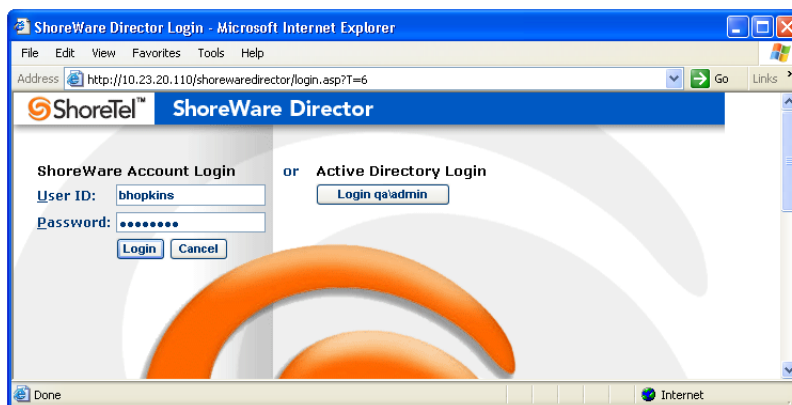 ShoreWare Director Login - Microsoft Internet Explorer
File Edit View Favorites Tools Help
Address http://10.23.20.110/shorewaredirector/login.asp?T=6 Go Links »
ShoreTel™ ShoreWare Director
ShoreWare Account Login or Active Directory Login
User ID: bhopkins Login qa\admin
Password: ••••••••
Login Cancel
Done Internet